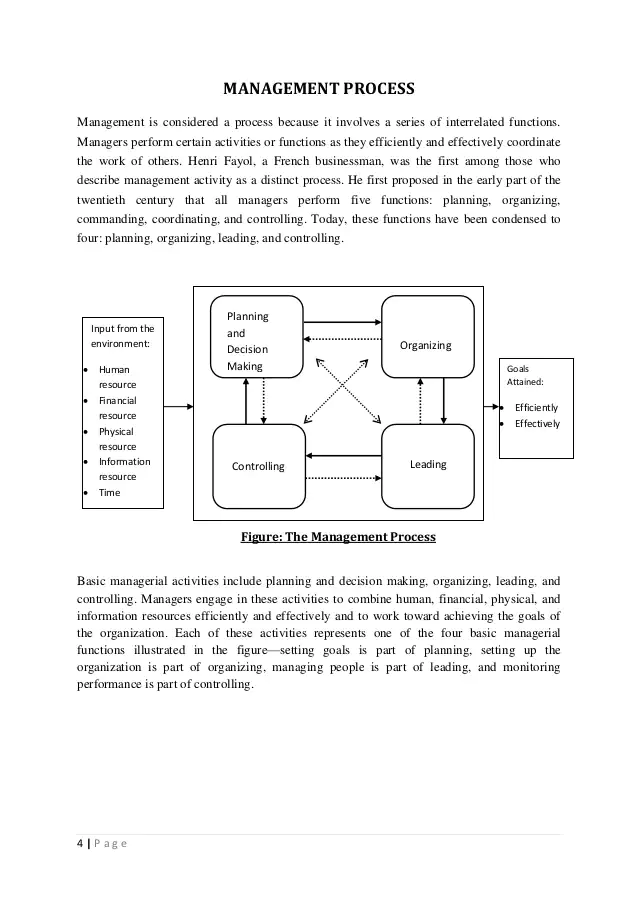 MANAGEMENT PROCESS
Management is considered a process because it involves a series of interrelated functions.
Managers perform certain activities or functions as they efficiently and effectively coordinate
the work of others. Henri Fayol, a French businessman, was the first among those who
describe management activity as a distinct process. He first proposed in the early part of the
twentieth century that all managers perform five functions: planning, organizing,
commanding, coordinating, and controlling. Today, these functions have been condensed to
four: planning, organizing, leading, and controlling.
Input from the
environment:
• Human
resource
• Financial
resource
• Physical
resource
• Information
resource
• Time
Planning
and
Decision
Making
Organizing
Controlling
Leading
Goals
Attained:
• Efficiently
• Effectively
Figure: The Management Process
Basic managerial activities include planning and decision making, organizing, leading, and
controlling. Managers engage in these activities to combine human, financial, physical, and
information resources efficiently and effectively and to work toward achieving the goals of
the organization. Each of these activities represents one of the four basic managerial
functions illustrated in the figure—setting goals is part of planning, setting up the
organization is part of organizing, managing people is part of leading, and monitoring
performance is part of controlling.
4 | Page